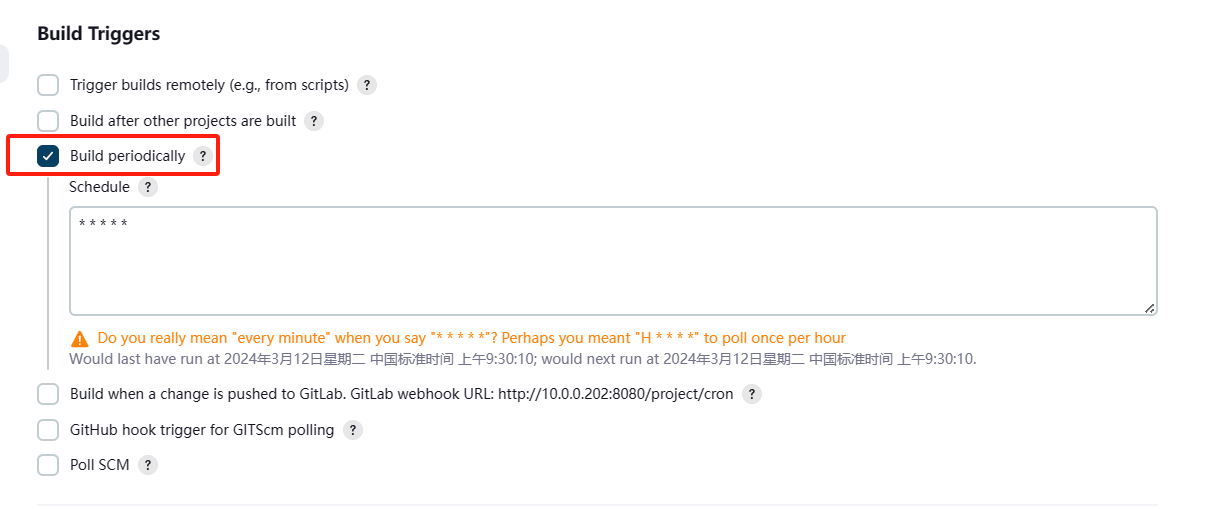 Build Triggers
Trigger builds remotely (e.g., from scripts) ?
Build after other projects are built ?
Build periodically ?
Schedule ?
* * * * *
Do you really mean "every minute" when you say "* * * * *"? Perhaps you meant "H * * * *" to poll once per hour
Would last have run at 2024年3月12日星期二 中国标准时间 上午9:30:10; would next run at 2024年3月12日星期二 中国标准时间 上午9:30:10.
Build when a change is pushed to GitLab. GitLab webhook URL: http://10.0.0.202:8080/project/cron ?
GitHub hook trigger for GITScm polling ?
Poll SCM ?